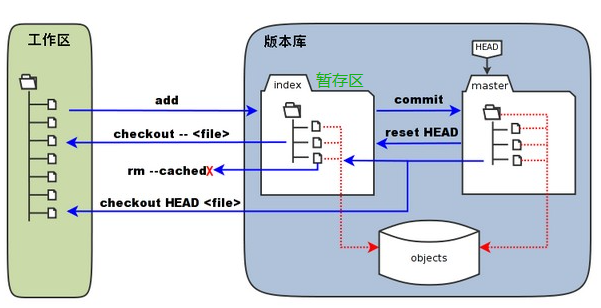 工作区
版本库
HEAD
index
暂存区
master
add
commit
checkout -- <file>
reset HEAD
rm --cached
X
checkout HEAD <file>
objects